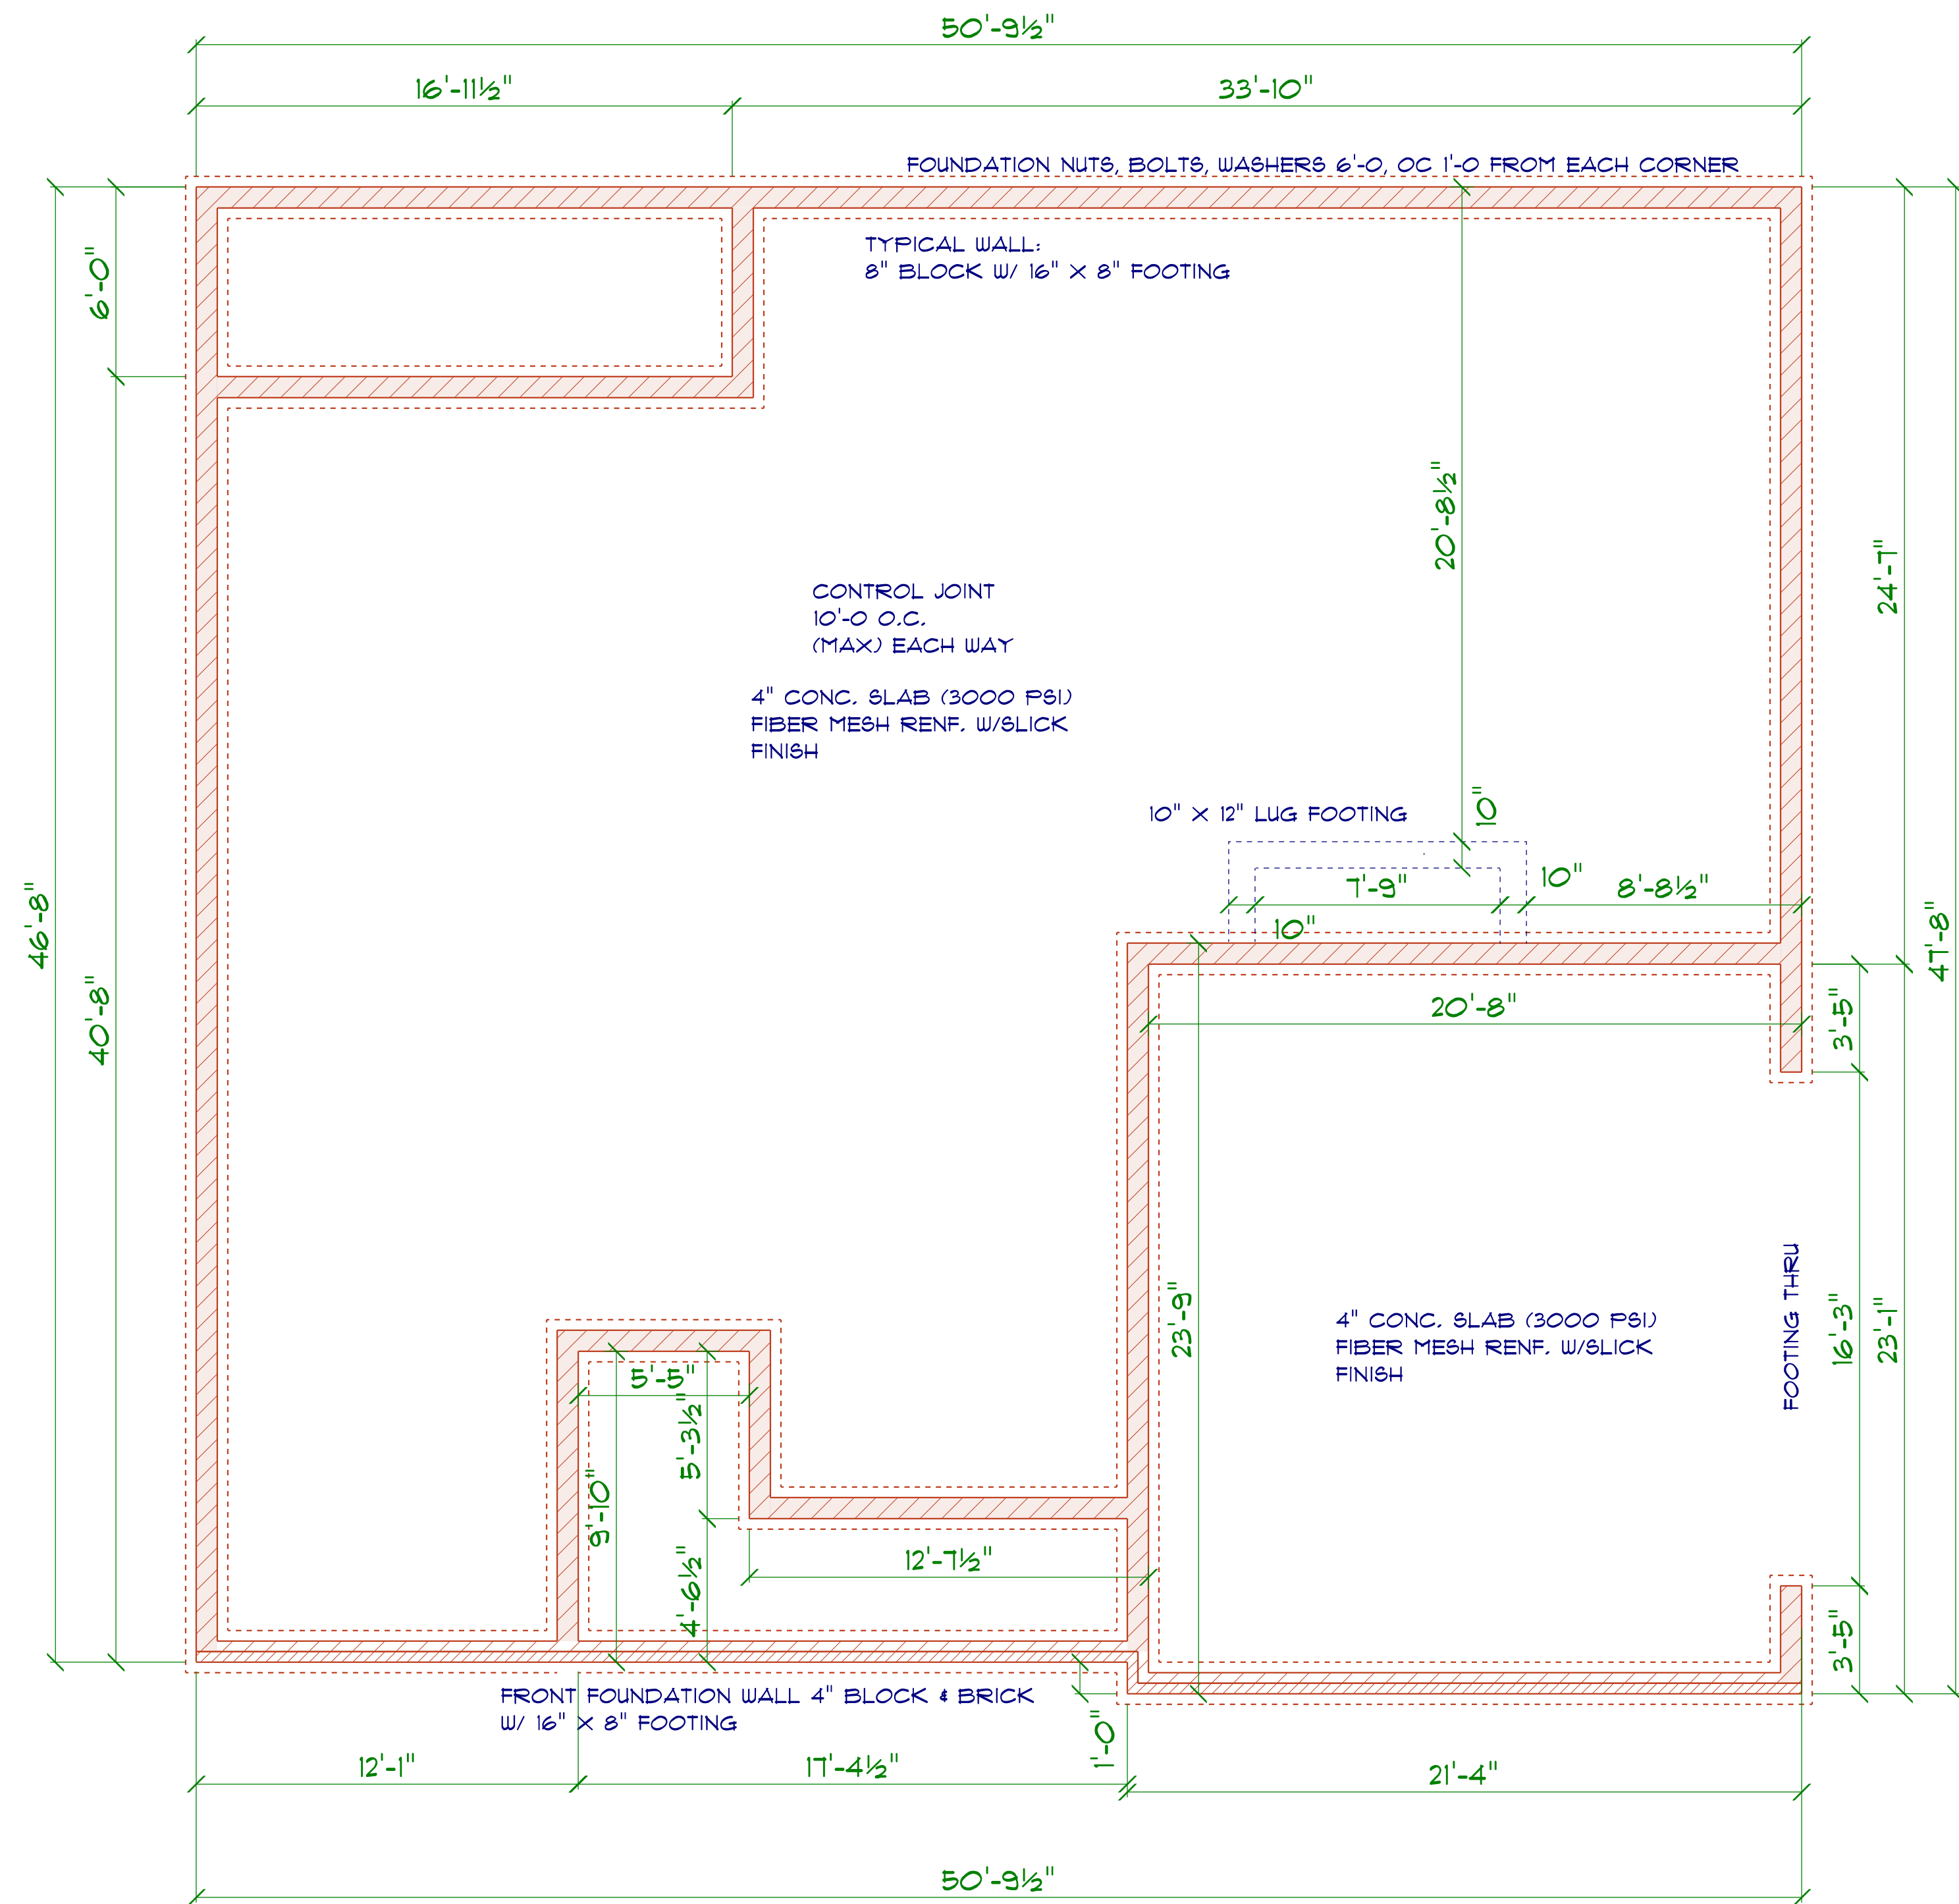 50'-9½"
16'-11½"
33'-10"
FOUNDATION NUTS, BOLTS, WASHERS 6'-0, OC 1'-0 FROM EACH CORNER
6'-0"
TYPICAL WALL:
8" BLOCK W/ 16" X 8" FOOTING
20'-8½"
24'-7"
CONTROL JOINT
10'-0 O.C.
(MAX) EACH WAY
4" CONC. SLAB (3000 PSI)
FIBER MESH RENF. W/SLICK
FINISH
10" X 12" LUG FOOTING
10"
7'-9"
10"
8'-8½"
10"
46'-8"
40'-8"
47'-8"
20'-8"
3'-5"
23'-9"
4" CONC. SLAB (3000 PSI)
FIBER MESH RENF. W/SLICK
FINISH
FOOTING THRU
16'-3"
23'-1"
5'-5"
5'-3½"
9'-10"
12'-7½"
4'-6½"
3'-5"
FRONT FOUNDATION WALL 4" BLOCK & BRICK
W/ 16" X 8" FOOTING
1'-0"
12'-1"
17'-4½"
21'-4"
50'-9½"